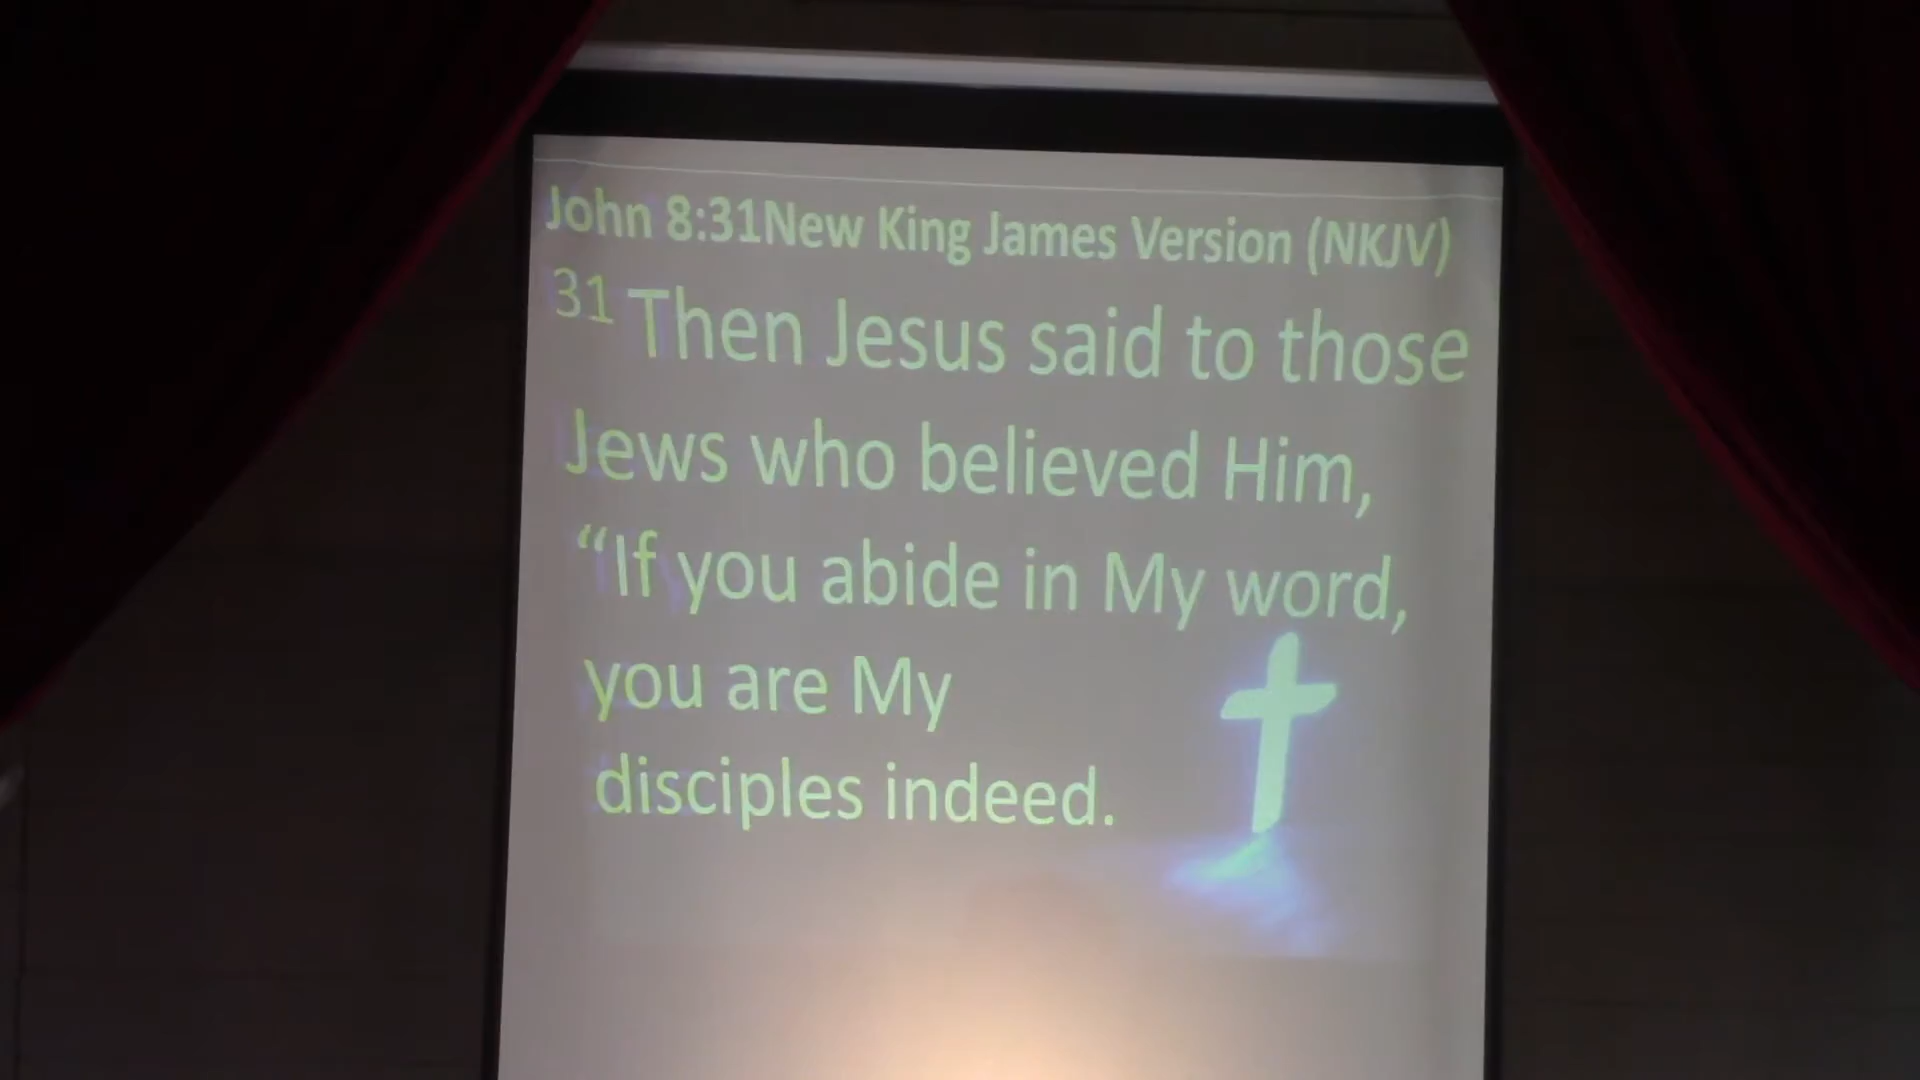 John 8:31New King James Version (NKJV)
31 Then Jesus said to those
Jews who believed Him,
“If you abide in My word,
you are My
disciples indeed.